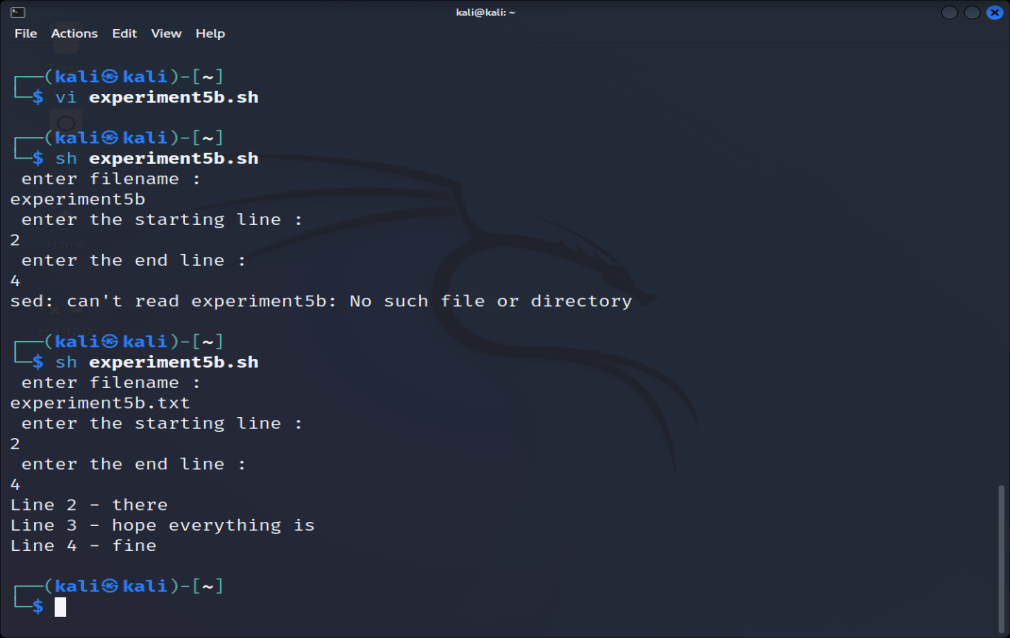 kali@kali: ~
File Actions Edit View Help
┌──(kali㉿kali)-[~]
└─$ vi experiment5b.sh
┌──(kali㉿kali)-[~]
└─$ sh experiment5b.sh
enter filename :
experiment5b
enter the starting line :
2
enter the end line :
4
sed: can't read experiment5b: No such file or directory
┌──(kali㉿kali)-[~]
└─$ sh experiment5b.sh
enter filename :
experiment5b.txt
enter the starting line :
2
enter the end line :
4
Line 2 - there
Line 3 - hope everything is
Line 4 - fine
┌──(kali㉿kali)-[~]
└─$